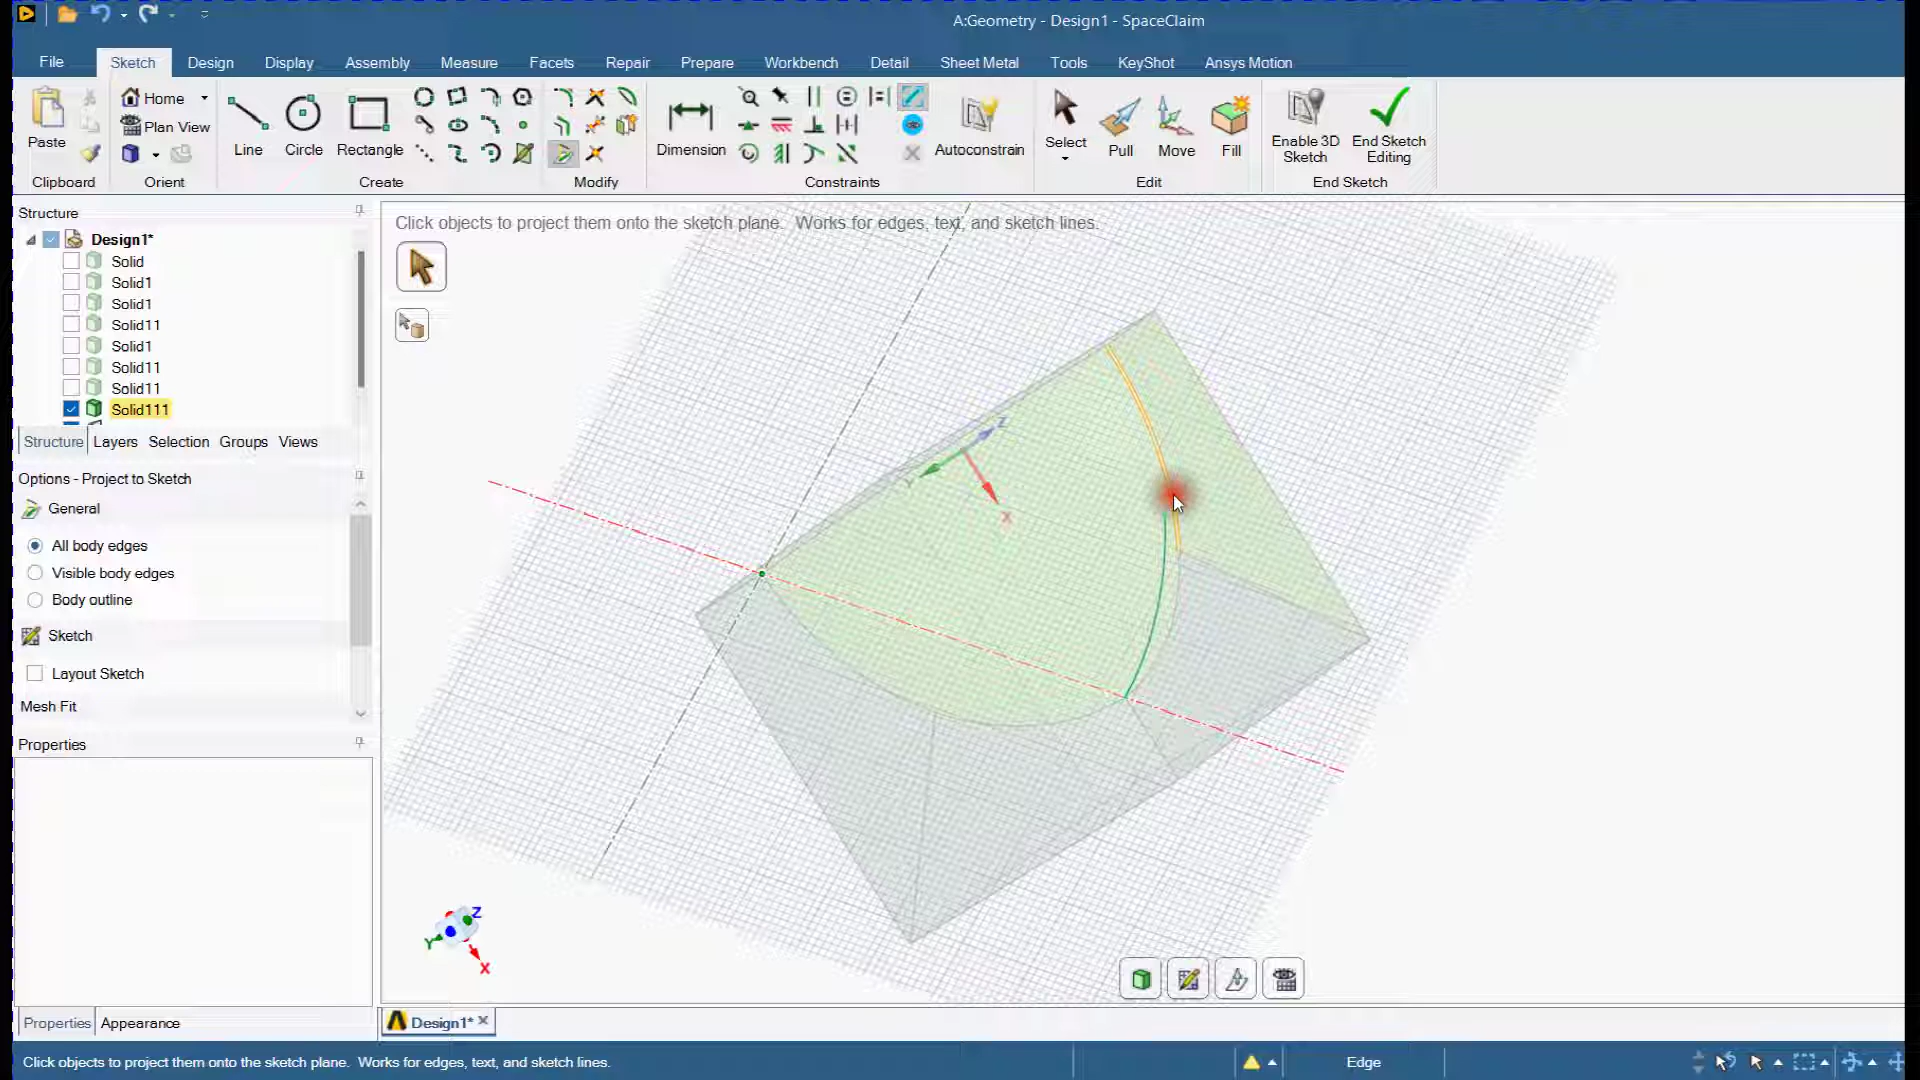 A:Geometry - Design1 - SpaceClaim
File Sketch Design Display Assembly Measure Facets Repair Prepare Workbench Detail Sheet Metal Tools KeyShot Ansys Motion
Paste
Home
Plan View
Line Circle Rectangle
Dimension
Autoconstrain
Select Pull Move Fill
Enable 3D Sketch
End Sketch Editing
Clipboard Orient Create Modify Constraints Edit End Sketch
Structure
Design1*
Solid
Solid1
Solid1
Solid11
Solid1
Solid11
Solid11
Solid111
Structure Layers Selection Groups Views
Options - Project to Sketch
General
All body edges
Visible body edges
Body outline
Sketch
Layout Sketch
Mesh Fit
Properties
Properties Appearance
Click objects to project them onto the sketch plane. Works for edges, text, and sketch lines.
Z
Y
X
Z
Y
X
Design1*
Click objects to project them onto the sketch plane. Works for edges, text, and sketch lines.
Edge